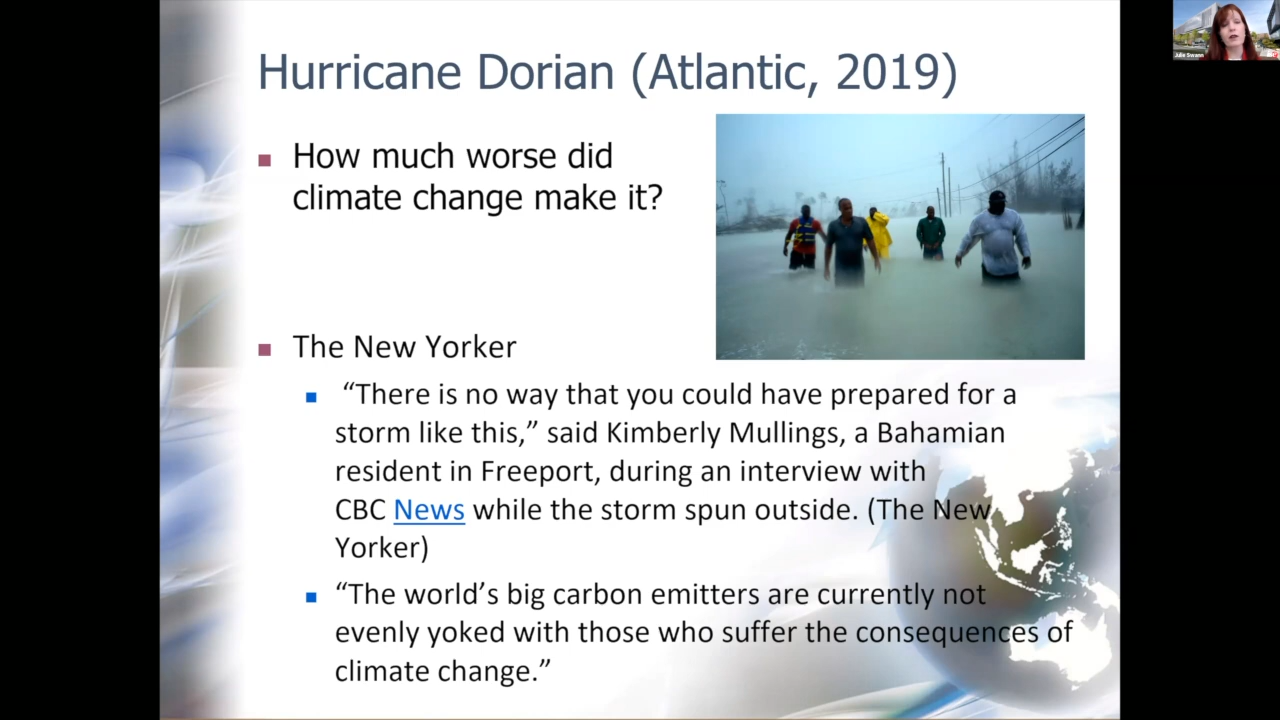 Hurricane Dorian (Atlantic, 2019)
How much worse did
climate change make it?
The New Yorker
“There is no way that you could have prepared for a
storm like this,” said Kimberly Mullings, a Bahamian
resident in Freeport, during an interview with
CBC News while the storm spun outside. (The New
Yorker)
“The world’s big carbon emitters are currently not
evenly yoked with those who suffer the consequences of
climate change.”
Julie Swann